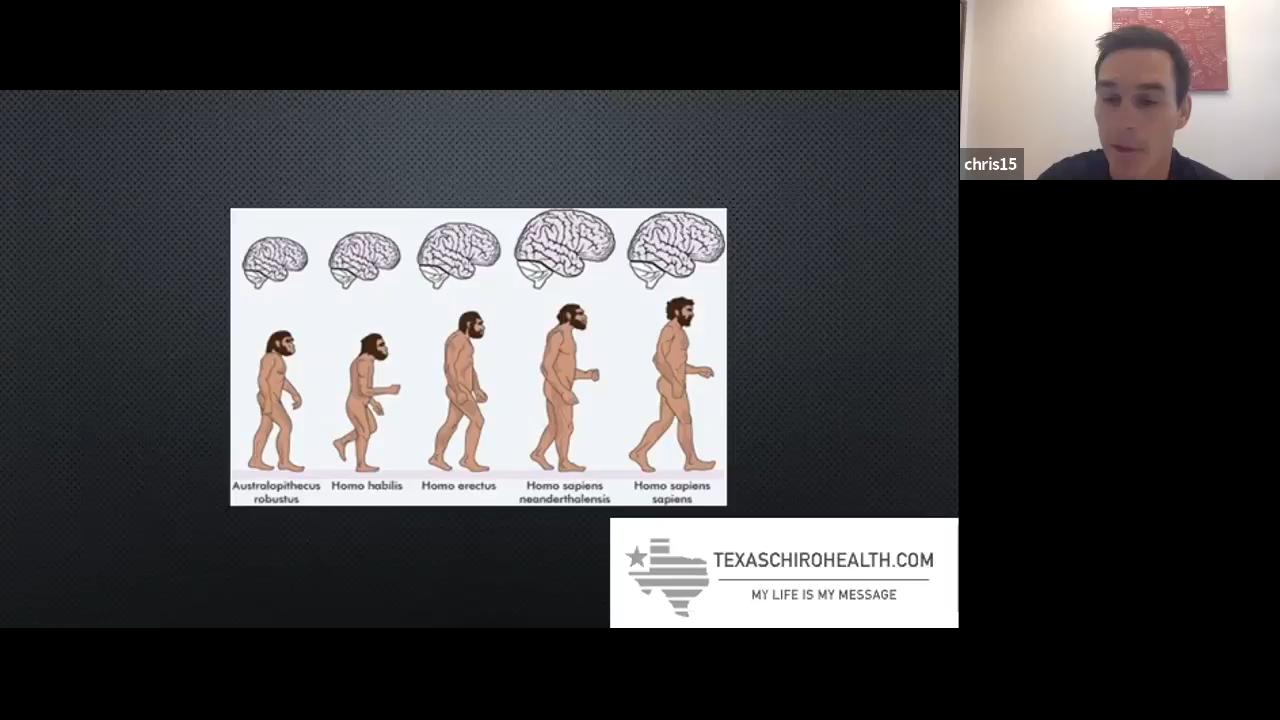 chris15
Australopithecus
robustus
Homo habilis
Homo erectus
Homo sapiens
neanderthalensis
Homo sapiens
sapiens
TEXASCHIROHEALTH.COM
MY LIFE IS MY MESSAGE